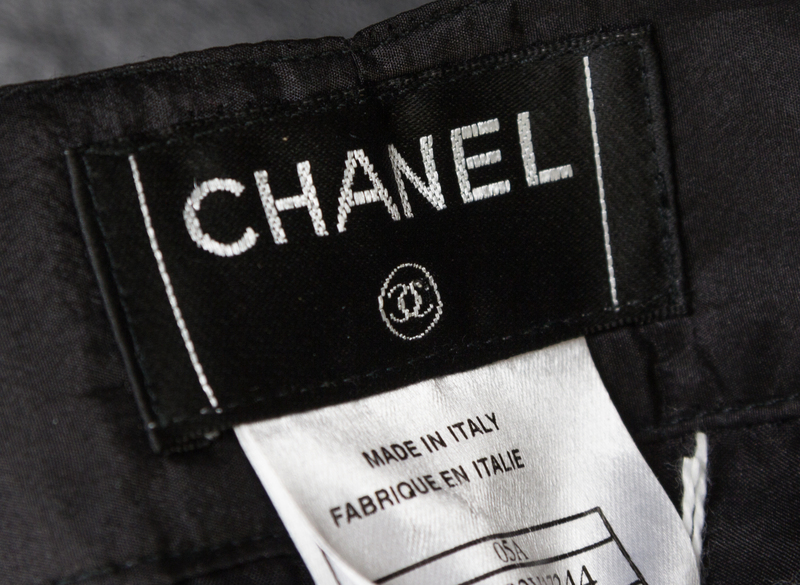 CHANEL
MADE IN ITALY
FABRIQUE EN ITALIE
05A